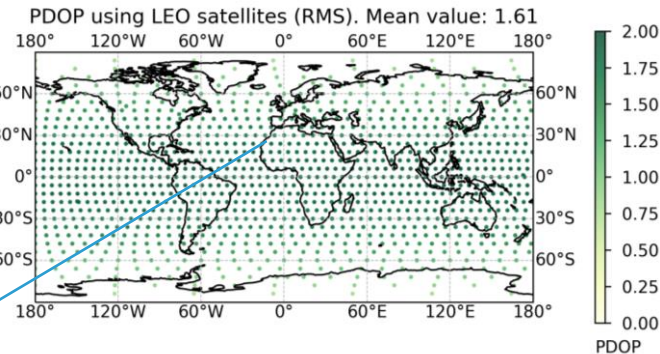 PDOP using LEO satellites (RMS). Mean value: 1.61
180° 120°W 60°W 0° 60°E 120°E 180°
2.00
1.75
60°N 60°N
1.50
30°N 30°N
1.25
0° 0°
1.00
30°S 30°S
0.75
60°S 60°S
0.50
0.25
180° 120°W 60°W 0° 60°E 120°E 180°
0.00
PDOP